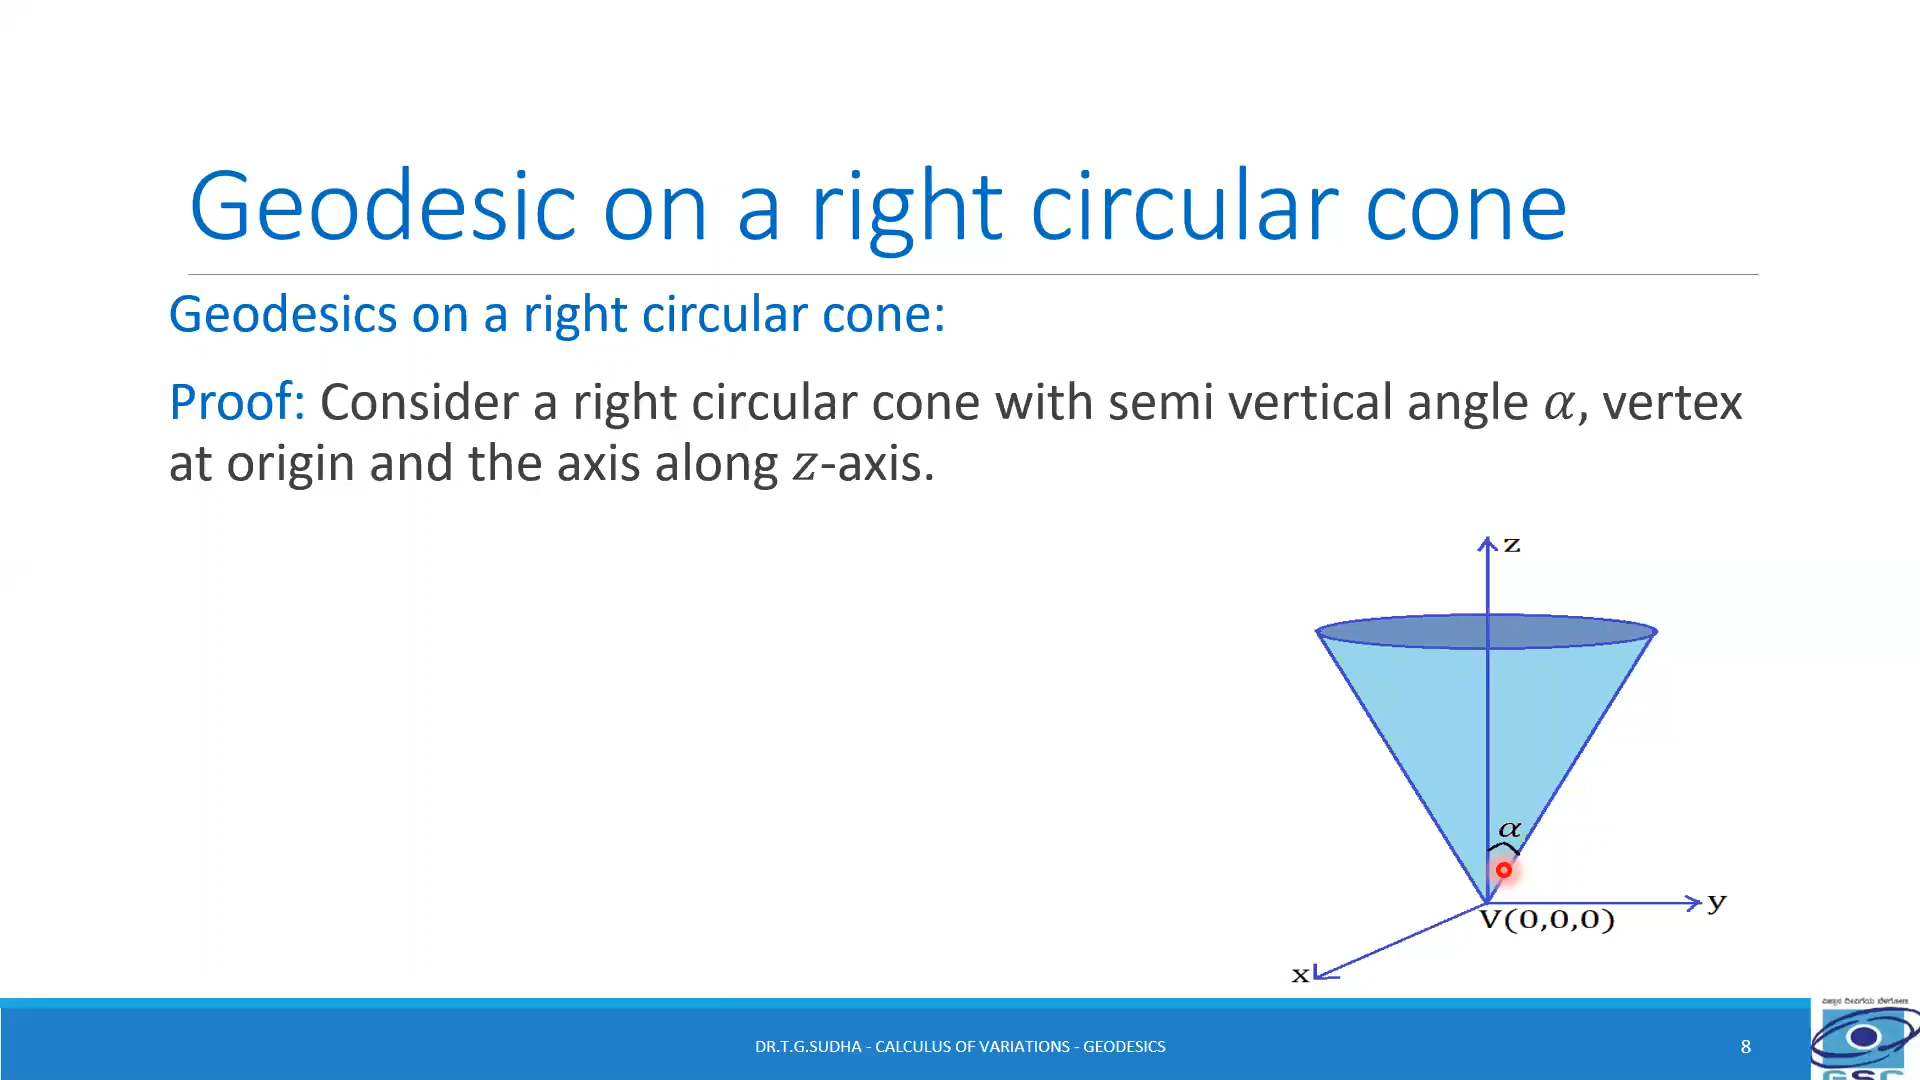 Geodesic on a right circular cone
Geodesics on a right circular cone:
Proof: Consider a right circular cone with semi vertical angle 𝛼, vertex
at origin and the axis along 𝑧-axis.
z
α
y
V(0,0,0)
x
DR.T.G.SUDHA - CALCULUS OF VARIATIONS - GEODESICS
8
GSC